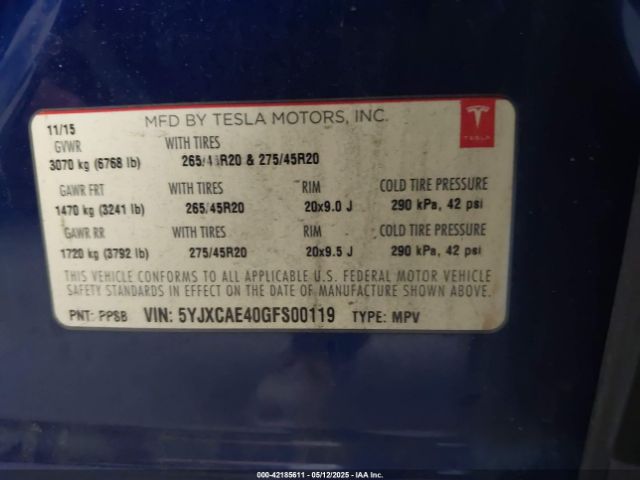 MFD BY TESLA MOTORS, INC.
TESLA
11/15
GVWR WITH TIRES
3070 kg (6768 lb) 265/45R20 & 275/45R20
GAWR FRT WITH TIRES RIM COLD TIRE PRESSURE
1470 kg (3241 lb) 265/45R20 20x9.0 J 290 kPa, 42 psi
GAWR RR WITH TIRES RIM COLD TIRE PRESSURE
1720 kg (3792 lb) 275/45R20 20x9.5 J 290 kPa, 42 psi
THIS VEHICLE CONFORMS TO ALL APPLICABLE U.S. FEDERAL MOTOR VEHICLE
SAFETY STANDARDS IN EFFECT ON THE DATE OF MANUFACTURE SHOWN ABOVE.
PNT: PPSB VIN: 5YJXCAE40GFS00119 TYPE: MPV
000-42185611 - 05/12/2025 - IAA Inc.